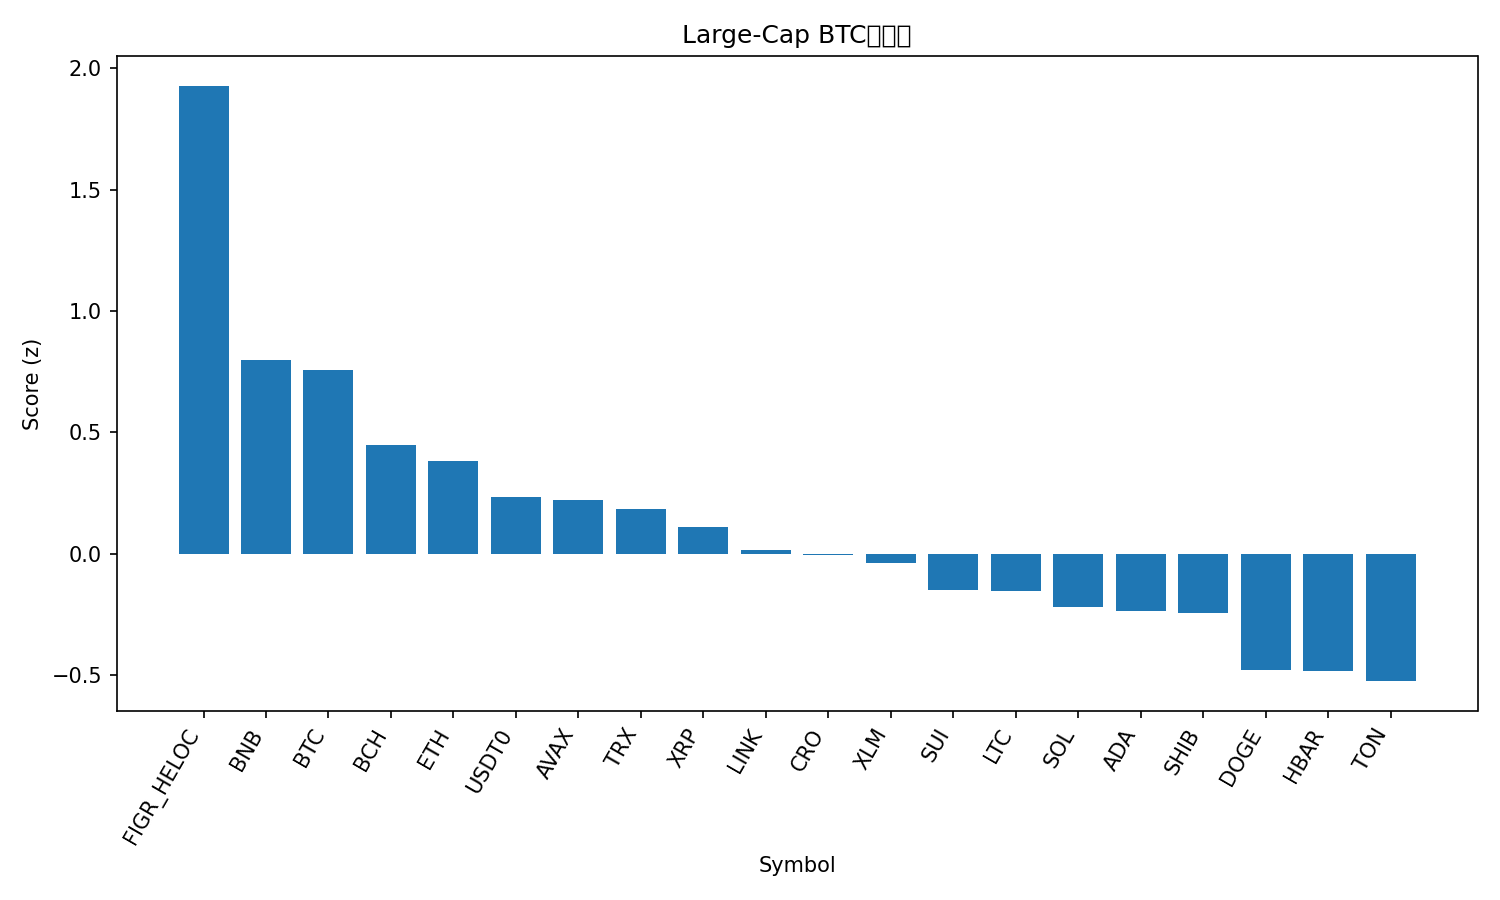 Large-Cap BTC
Score (z)
2.0
1.5
1.0
0.5
0.0
−0.5
FIGR_HELOC
BNB
BTC
BCH
ETH
USDT0
AVAX
TRX
XRP
LINK
CRO
XLM
SUI
LTC
SOL
ADA
SHIB
DOGE
HBAR
TON
Symbol